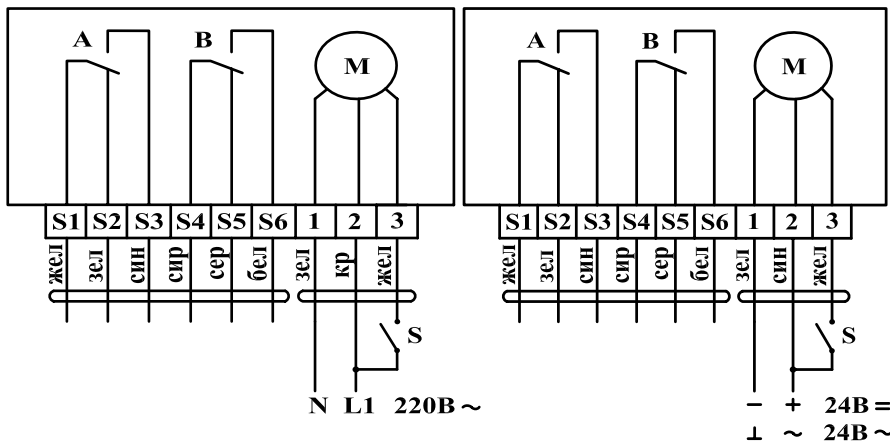 A B M
S1 S2 S3 S4 S5 S6 1 2 3
жел зел син сир сер бел зел кр жел
S
N L1 220В ~
A B M
S1 S2 S3 S4 S5 S6 1 2 3
жел зел син сир сер бел зел син жел
S
− + 24В =
⊥ ~ 24В ~